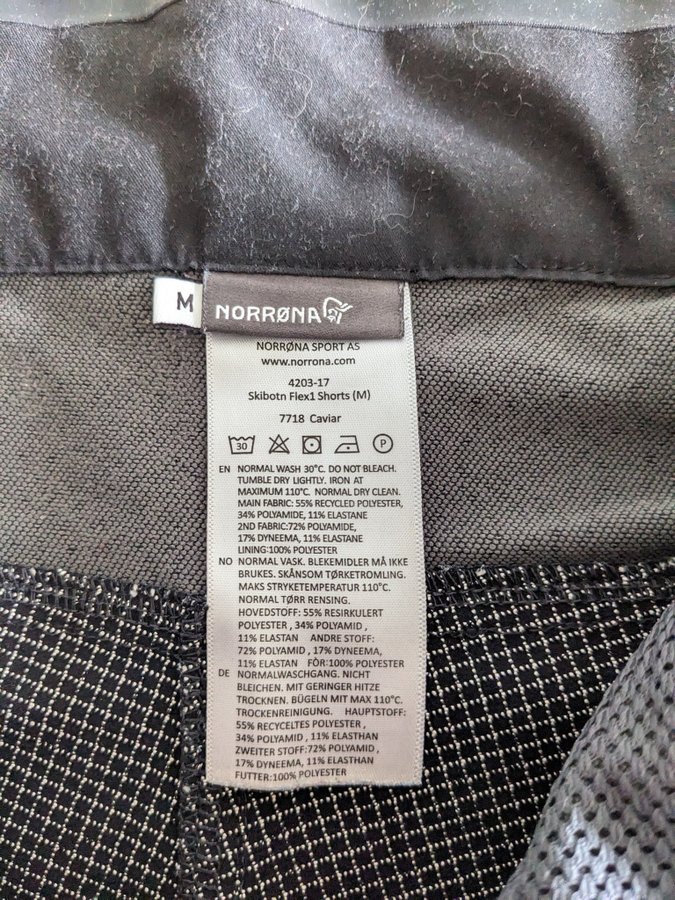 M
NORRØNA
NORRØNA SPORT AS
www.norrona.com
4203-17
Skibotn Flex1 Shorts (M)
7718 Caviar
30
P
EN NORMAL WASH 30°C. DO NOT BLEACH.
TUMBLE DRY LIGHTLY. IRON AT
MAXIMUM 110°C. NORMAL DRY CLEAN.
MAIN FABRIC: 55% RECYCLED POLYESTER,
34% POLYAMIDE, 11% ELASTANE
2ND FABRIC:72% POLYAMIDE,
17% DYNEEMA, 11% ELASTANE
LINING:100% POLYESTER
NO NORMAL VASK. BLEKEMIDLER MÅ IKKE
BRUKES. SKÅNSOM TØRKETROMLING.
MAKS STRYKETEMPERATUR 110°C.
NORMAL TØRR RENSING.
HOVEDSTOFF: 55% RESIRKULERT
POLYESTER , 34% POLYAMID ,
11% ELASTAN ANDRE STOFF:
72% POLYAMID , 17% DYNEEMA,
11% ELASTAN FÔR:100% POLYESTER
DE NORMALWASCHGANG. NICHT
BLEICHEN. MIT GERINGER HITZE
TROCKNEN. BÜGELN MIT MAX 110°C.
TROCKENREINIGUNG. HAUPTSTOFF:
55% RECYCLETES POLYESTER ,
34% POLYAMID , 11% ELASTHAN
ZWEITER STOFF:72% POLYAMID ,
17% DYNEEMA, 11% ELASTHAN
FUTTER:100% POLYESTER